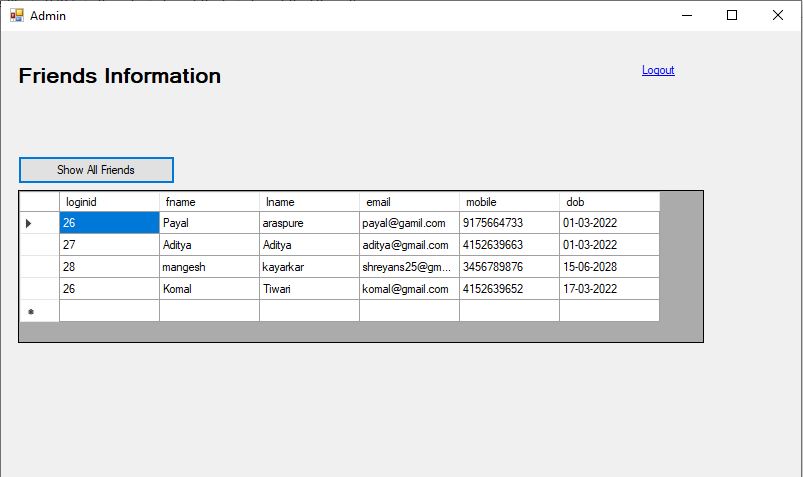 Admin
Friends Information
Logout
Show All Friends
loginid fname lname email mobile dob
26 Payal araspure payal@gamil.com 9175664733 01-03-2022
27 Aditya Aditya aditya@gmail.com 4152639663 01-03-2022
28 mangesh kayarkar shreyans25@gm... 3456789876 15-06-2028
26 Komal Tiwari komal@gmail.com 4152639652 17-03-2022